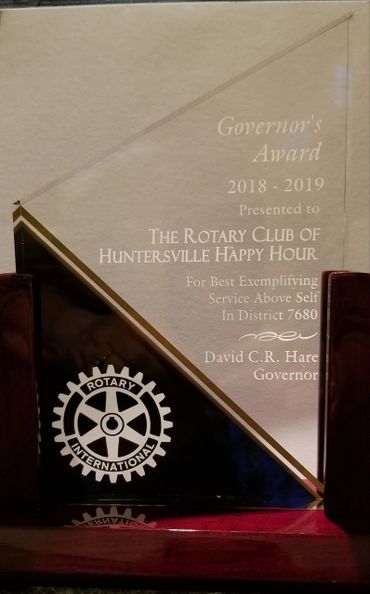 Governor's
Award
2018 - 2019
Presented to
The Rotary Club of
Huntersville Happy Hour
For Best Exemplifying
Service Above Self
In District 7680
David C.R. Hare
Governor
ROTARY
INTERNATIONAL